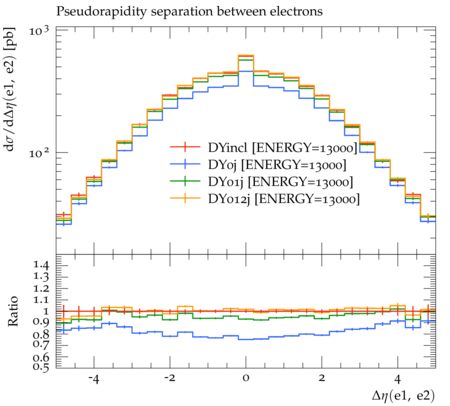 Pseudorapidity separation between electrons
dσ/dΔη(e1, e2) [pb]
10³
10²
DYincl [ENERGY=13000]
DY0j [ENERGY=13000]
DY01j [ENERGY=13000]
DY012j [ENERGY=13000]
Ratio
1.4
1.3
1.2
1.1
1
0.9
0.8
0.7
0.6
0.5
-4 -2 0 2 4
Δη(e1, e2)